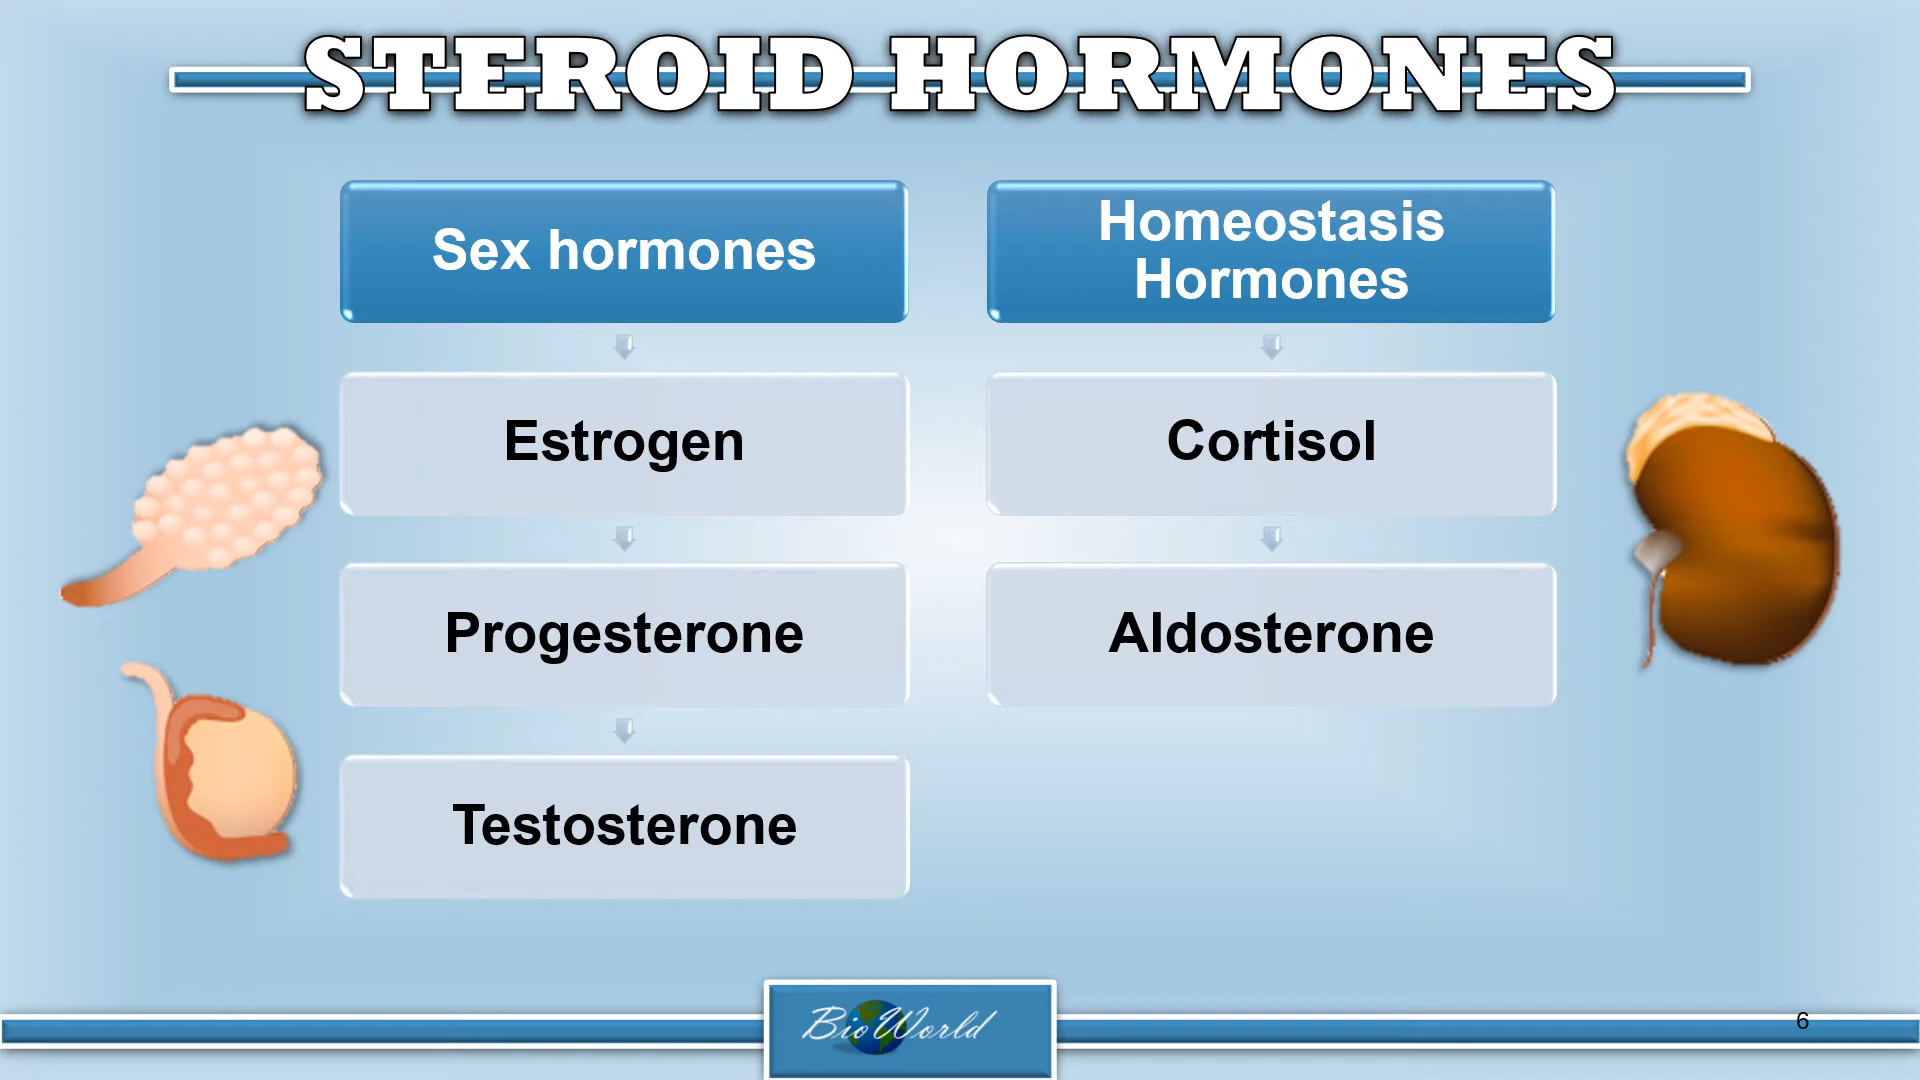 STEROID HORMONES
Sex hormones
Estrogen
Progesterone
Testosterone
Homeostasis
Hormones
Cortisol
Aldosterone
BioWorld
6